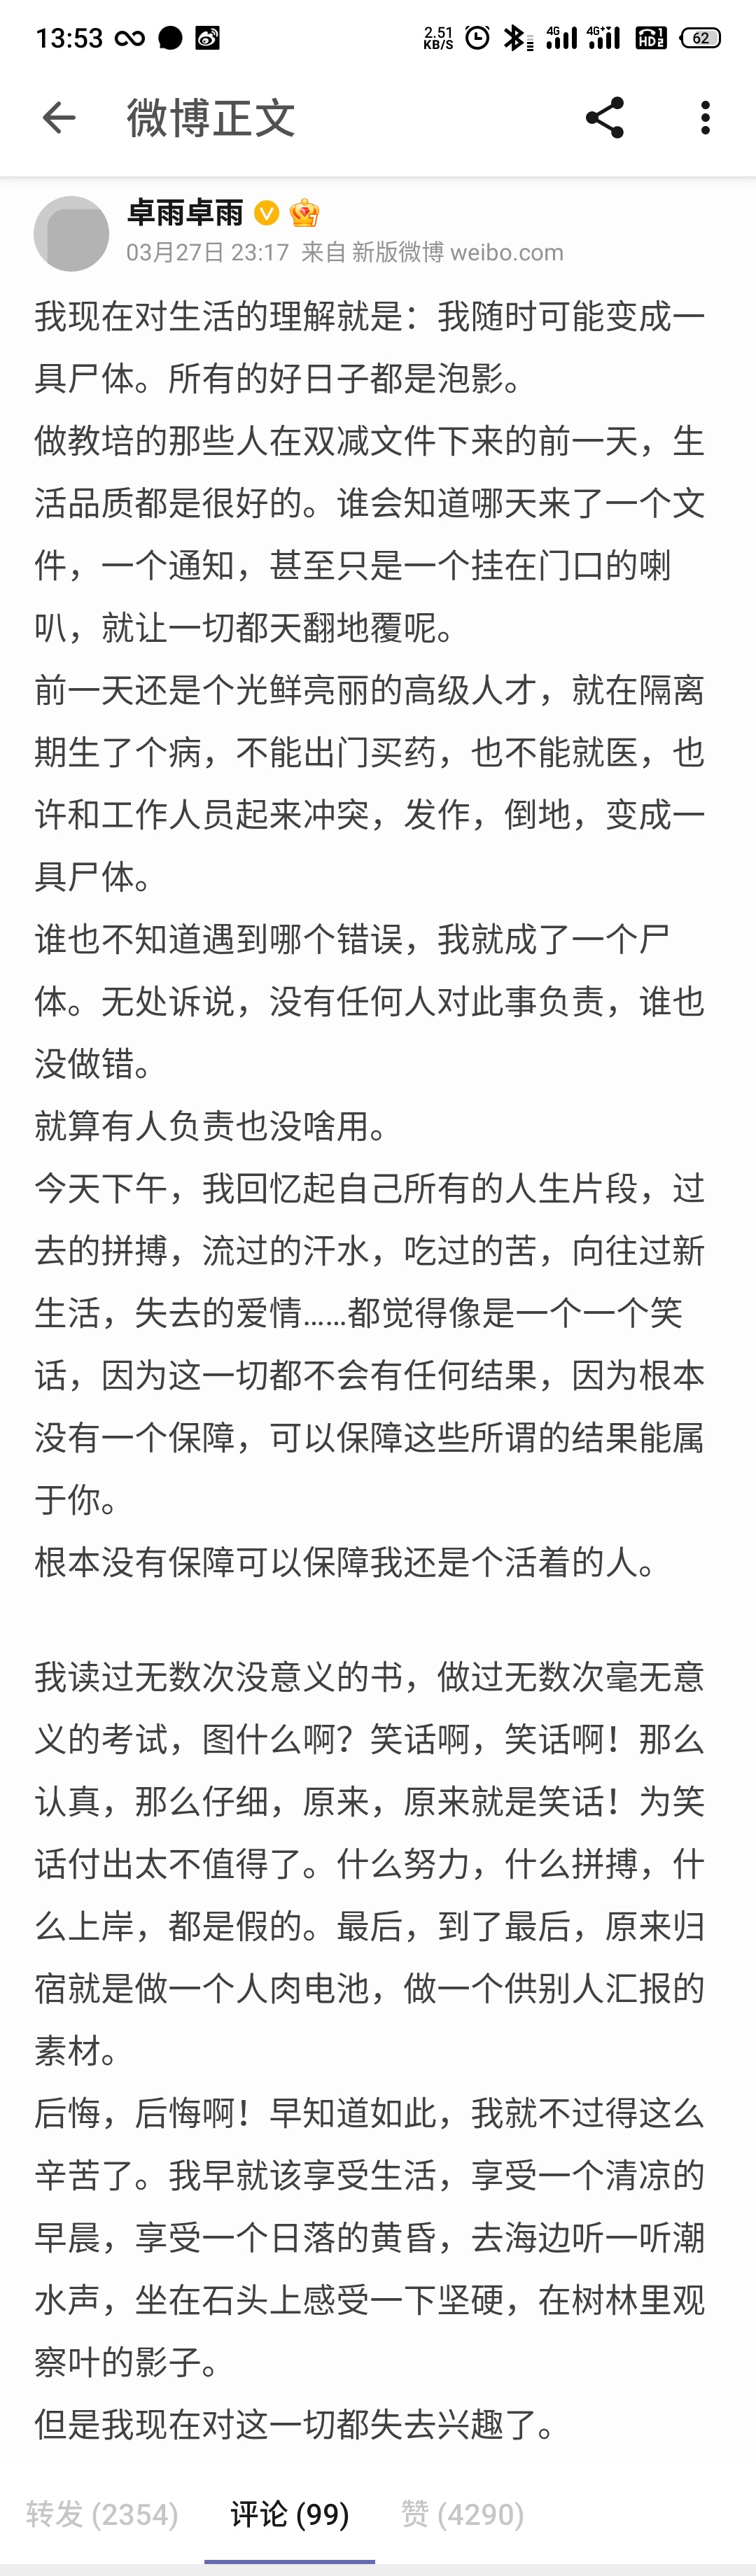 13:53
2.51 KB/S 4G 4G+ HD 1 2 62
微博正文
卓雨卓雨
03月27日 23:17 来自 新版微博 weibo.com
我现在对生活的理解就是：我随时可能变成一
具尸体。所有的好日子都是泡影。
做教培的那些人在双减文件下来的前一天，生
活品质都是很好的。谁会知道哪天来了一个文
件，一个通知，甚至只是一个挂在门口的喇
叭，就让一切都天翻地覆呢。
前一天还是个光鲜亮丽的高级人才，就在隔离
期生了个病，不能出门买药，也不能就医，也
许和工作人员起来冲突，发作，倒地，变成一
具尸体。
谁也不知道遇到哪个错误，我就成了一个尸
体。无处诉说，没有任何人对此事负责，谁也
没做错。
就算有人负责也没啥用。
今天下午，我回忆起自己所有的人生片段，过
去的拼搏，流过的汗水，吃过的苦，向往过新
生活，失去的爱情……都觉得像是一个一个笑
话，因为这一切都不会有任何结果，因为根本
没有一个保障，可以保障这些所谓的结果能属
于你。
根本没有保障可以保障我还是个活着的人。
我读过无数次没意义的书，做过无数次毫无意
义的考试，图什么啊？笑话啊，笑话啊！那么
认真，那么仔细，原来，原来就是笑话！为笑
话付出太不值得了。什么努力，什么拼搏，什
么上岸，都是假的。最后，到了最后，原来归
宿就是做一个人肉电池，做一个供别人汇报的
素材。
后悔，后悔啊！早知道如此，我就不过得这么
辛苦了。我早就该享受生活，享受一个清凉的
早晨，享受一个日落的黄昏，去海边听一听潮
水声，坐在石头上感受一下坚硬，在树林里观
察叶的影子。
但是我现在对这一切都失去兴趣了。
转发 (2354) 评论 (99) 赞 (4290)